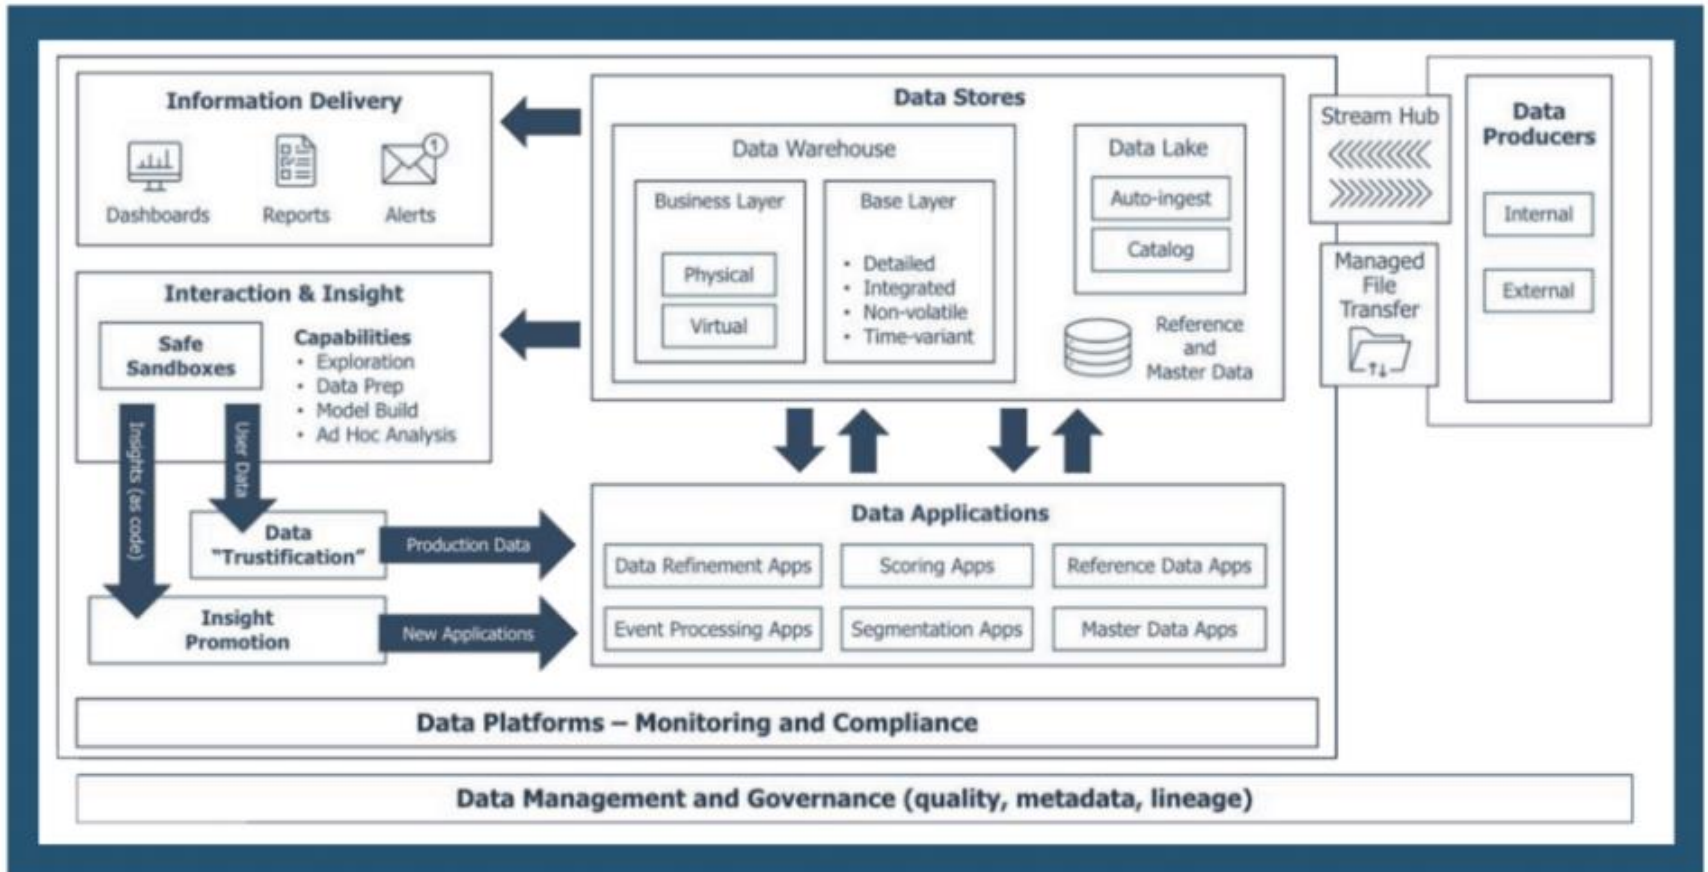 Information Delivery
Dashboards
Reports
1
Alerts
Interaction & Insight
Safe
Sandboxes
Capabilities
• Exploration
• Data Prep
• Model Build
• Ad Hoc Analysis
Insights (as code)
User Data
Data
"Trustification"
Production Data
Insight
Promotion
New Applications
Data Stores
Data Warehouse
Business Layer
Physical
Virtual
Base Layer
• Detailed
• Integrated
• Non-volatile
• Time-variant
Data Lake
Auto-ingest
Catalog
Reference
and
Master Data
Data Applications
Data Refinement Apps
Scoring Apps
Reference Data Apps
Event Processing Apps
Segmentation Apps
Master Data Apps
Stream Hub
Managed
File
Transfer
Data
Producers
Internal
External
Data Platforms – Monitoring and Compliance
Data Management and Governance (quality, metadata, lineage)